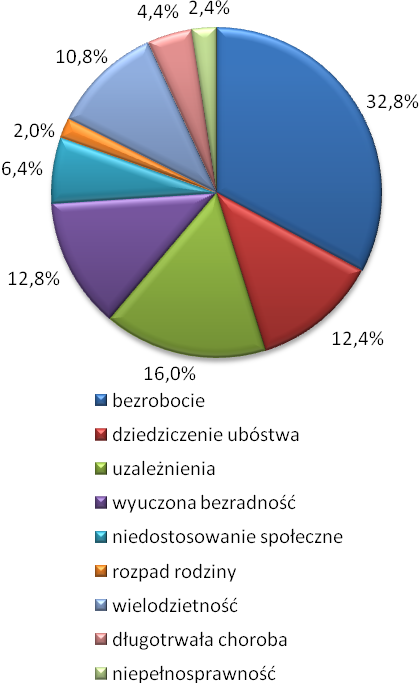 4,4%
2,4%
10,8%
32,8%
2,0%
6,4%
12,8%
12,4%
16,0%
bezrobocie
dziedziczenie ubóstwa
uzależnienia
wyuczona bezradność
niedostosowanie społeczne
rozpad rodziny
wielodzietność
długotrwała choroba
niepełnosprawność